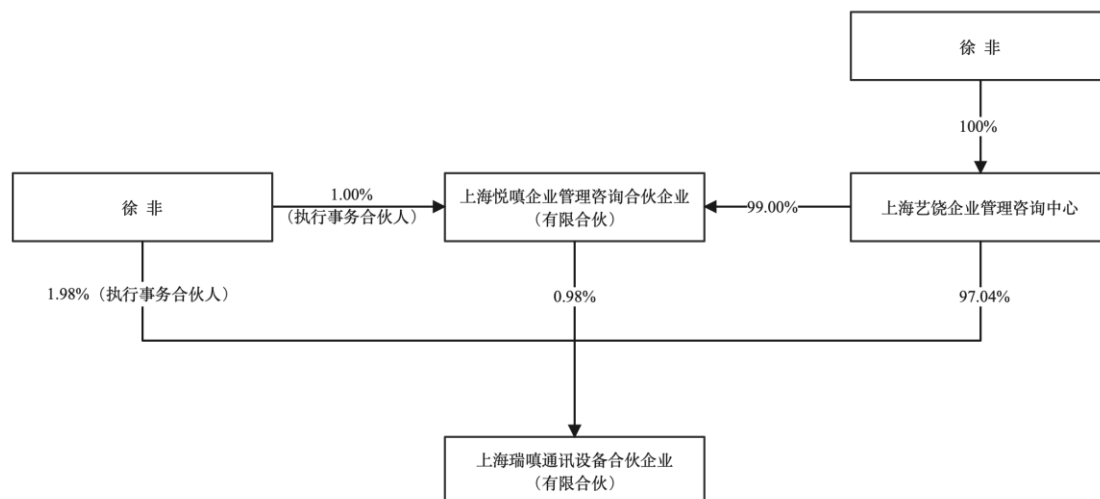 徐 非
100%
徐 非
1.00%
（执行事务合伙人）
上海悦嗔企业管理咨询合伙企业
（有限合伙）
99.00%
上海艺饶企业管理咨询中心
1.98%（执行事务合伙人）
0.98%
97.04%
上海瑞嗔通讯设备合伙企业
（有限合伙）